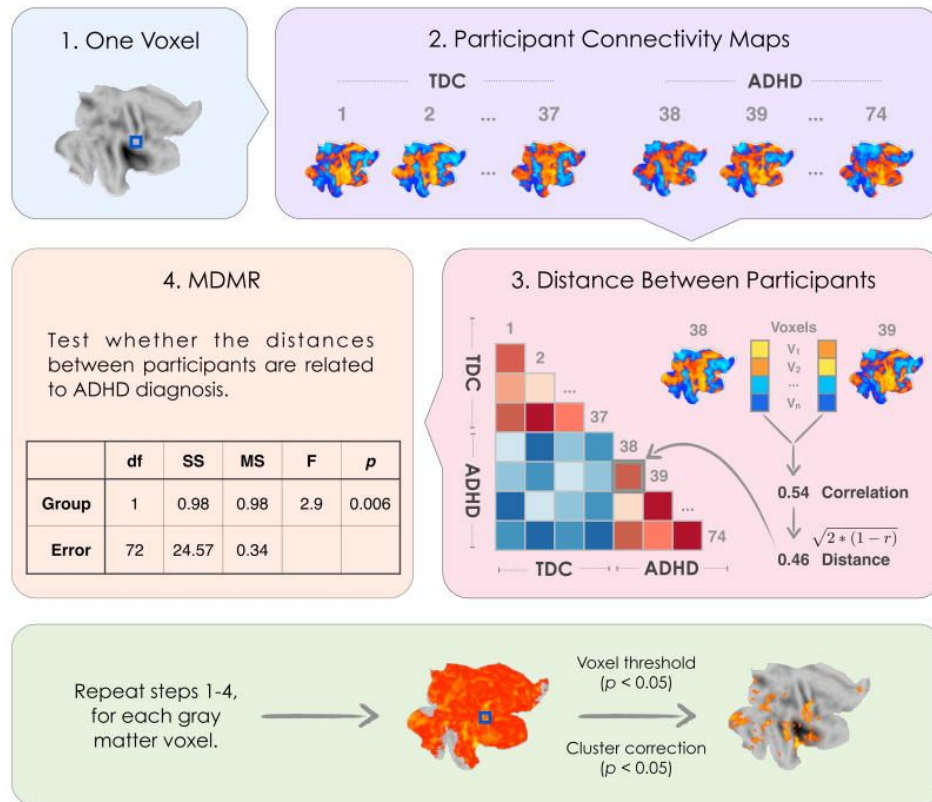 1. One Voxel
2. Participant Connectivity Maps
TDC
ADHD
1 2 ... 37 38 39 ... 74
... ...
4. MDMR
Test whether the distances
between participants are related
to ADHD diagnosis.
df SS MS F p
Group 1 0.98 0.98 2.9 0.006
Error 72 24.57 0.34
3. Distance Between Participants
1
2
...
37
38
39
...
74
TDC
ADHD
TDC
ADHD
38
Voxels
39
V1
V2
...
Vn
0.54 Correlation
√2 * (1 − r)
0.46 Distance
Repeat steps 1-4,
for each gray
matter voxel.
Voxel threshold
(p < 0.05)
Cluster correction
(p < 0.05)